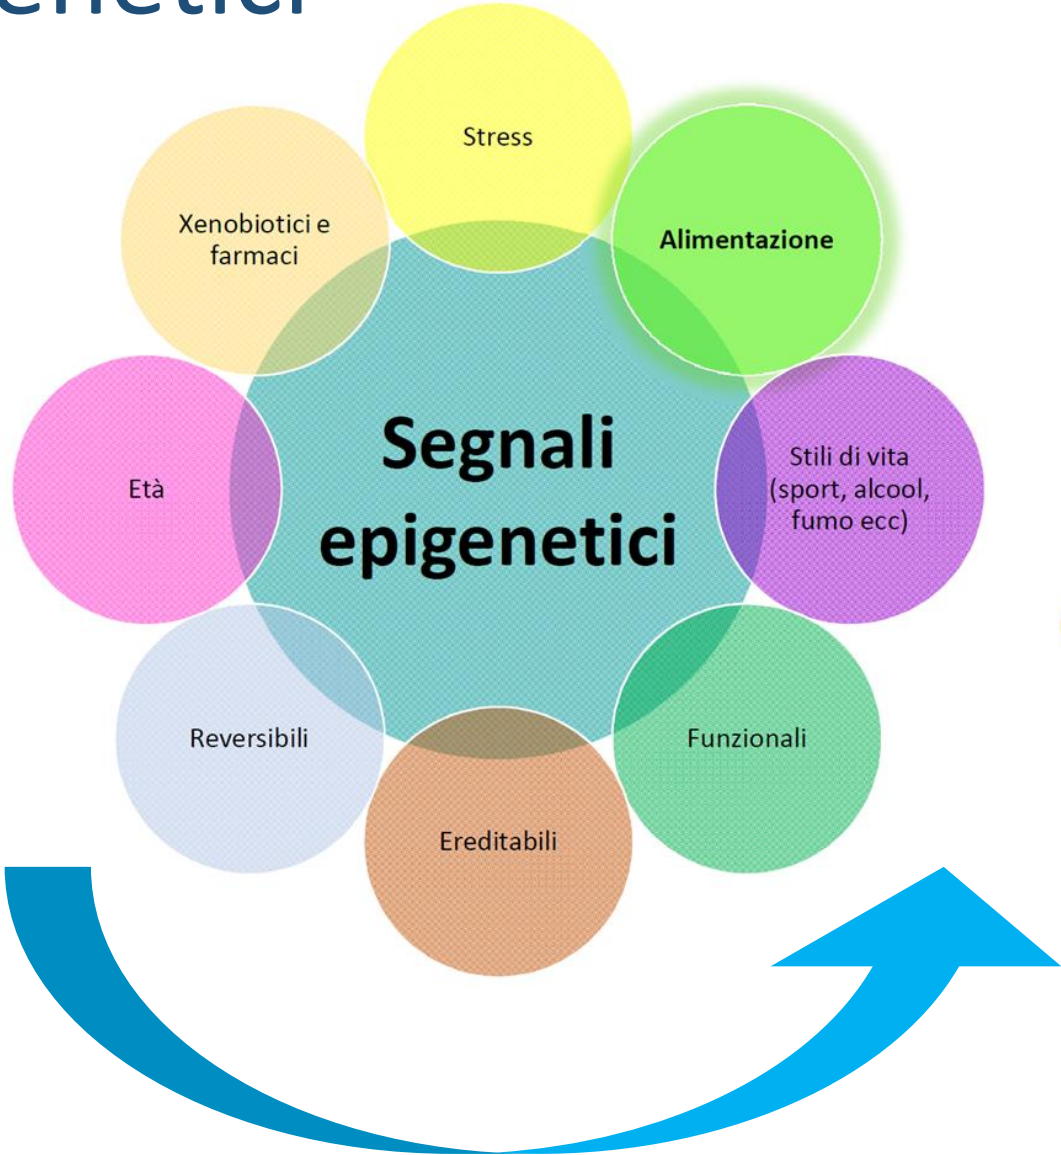 Stress
Alimentazione
Xenobiotici e
farmaci
Segnali
epigenetici
Età
Stili di vita
(sport, alcool,
fumo ecc)
Reversibili
Funzionali
Ereditabili